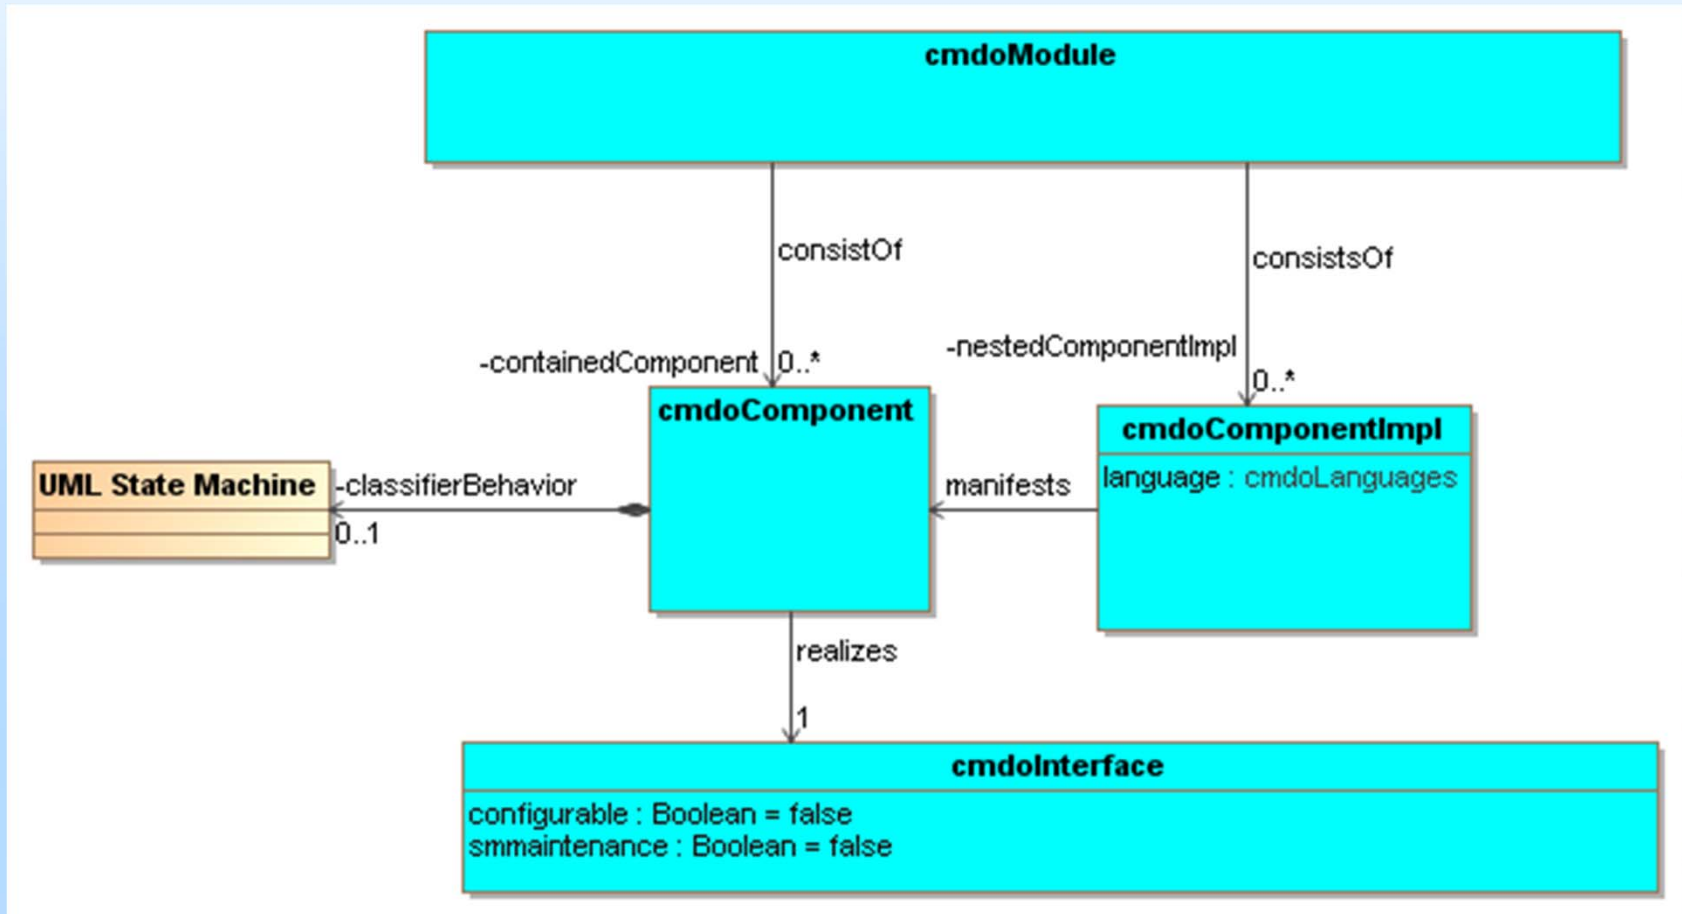 cmdoModule
consistOf
consistsOf
-containedComponent
0..*
-nestedComponentImpl
0..*
cmdoComponent
cmdoComponentImpl
language : cmdoLanguages
UML State Machine
-classifierBehavior
0..1
manifests
realizes
1
cmdoInterface
configurable : Boolean = false
smmaintenance : Boolean = false